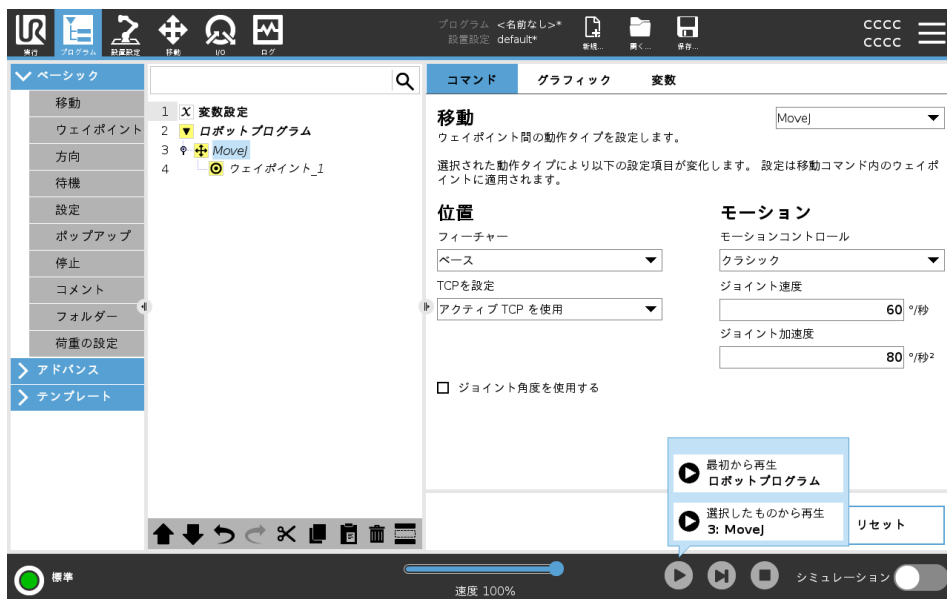 UR
実行
プログラム
設置設定
移動
I/O
ログ
プログラム <名前なし>*
設置設定 default*
新規...
開く...
保存...
cccc
cccc
ベーシック
移動
ウェイポイント
方向
待機
設定
ポップアップ
停止
コメント
フォルダー
荷重の設定
アドバンス
テンプレート
1 X 変数設定
2 ロボットプログラム
3 MoveJ
4 ウェイポイント_1
コマンド グラフィック 変数
移動
MoveJ
ウェイポイント間の動作タイプを設定します。
選択された動作タイプにより以下の設定項目が変化します。 設定は移動コマンド内のウェイポ
イントに適用されます。
位置
フィーチャー
ベース
TCPを設定
アクティブ TCP を使用
ジョイント角度を使用する
モーション
モーションコントロール
クラシック
ジョイント速度
60 °/秒
ジョイント加速度
80 °/秒²
最初から再生
ロボットプログラム
選択したものから再生
3: MoveJ
リセット
標準
速度 100%
シミュレーション